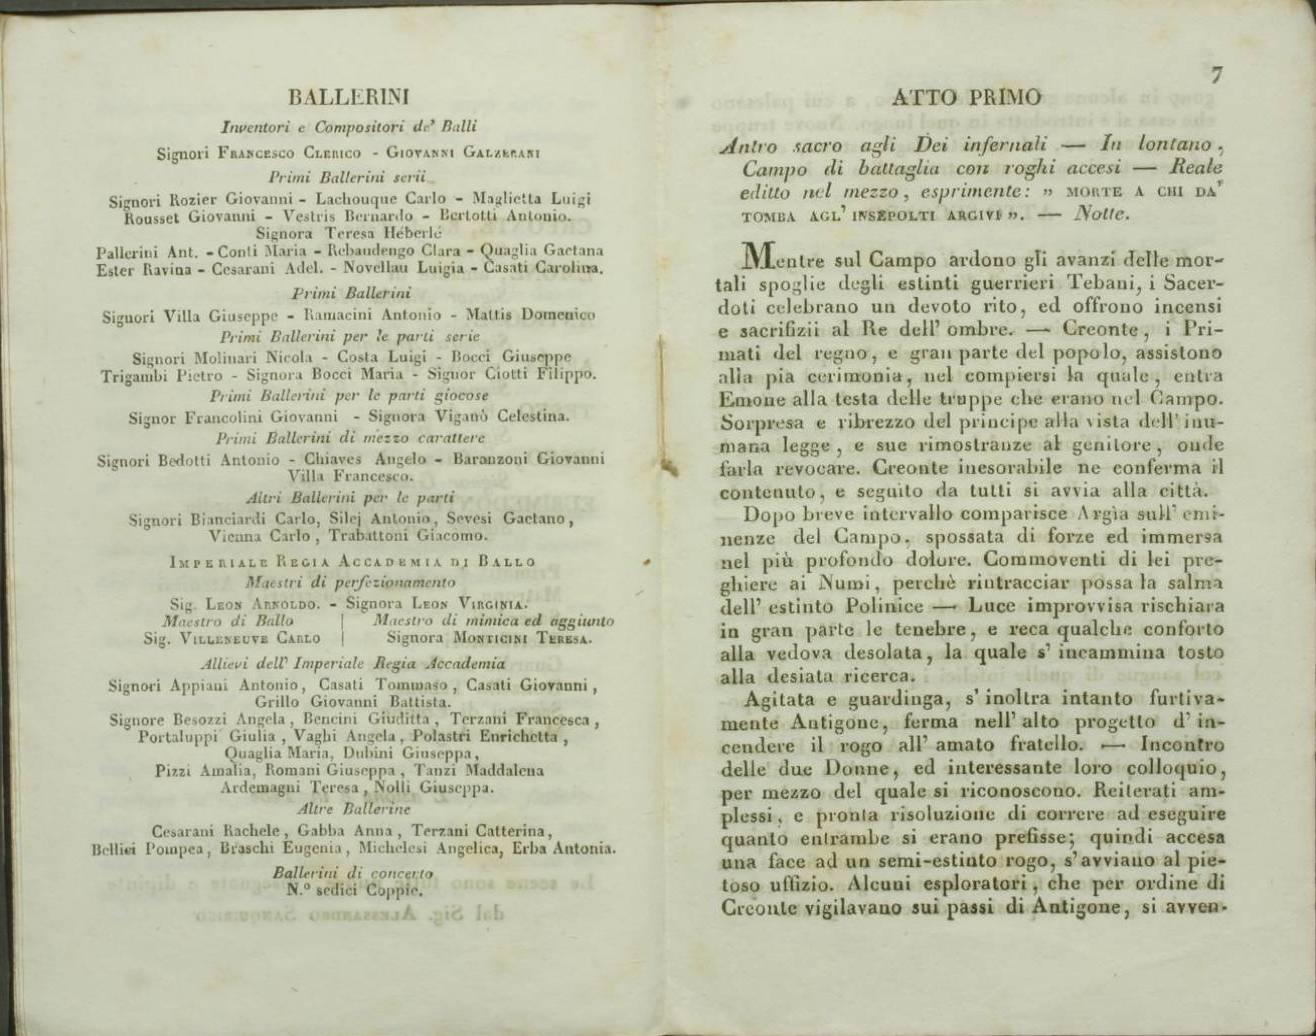 BALLERINI
Inventori e Compositori de' Balli
Signori Francesco Clerico - Giovanni Galzerani
Primi Ballerini serii
Signori Rozier Giovanni - Lachouque Carlo - Maglietta Luigi
Rousset Giovanni - Vestris Bernardo - Bertotti Antonio.
Signora Teresa Héberlé
Pallerini Ant. - Conti Maria - Rebaudengo Clara - Quaglia Gaetana
Ester Ravina - Cesarani Adel. - Novellau Luigia - Casati Carolina.
Primi Ballerini
Signori Villa Giuseppe - Ramacini Antonio - Mattis Domenico
Primi Ballerini per le parti serie
Signori Molinari Nicola - Costa Luigi - Bocci Giuseppe
Trigambi Pietro - Signora Bocci Maria - Signor Ciotti Filippo.
Primi Ballerini per le parti giocose
Signor Francolini Giovanni - Signora Viganò Celestina.
Primi Ballerini di mezzo carattere
Signori Bedotti Antonio - Chiaves Angelo - Baranzoni Giovanni
Villa Francesco.
Altri Ballerini per le parti
Signori Bianciardi Carlo, Silej Antonio, Sevesi Gaetano,
Vienna Carlo, Trabattoni Giacomo.
Imperiale Regia Accademia di Ballo
Maestri di perfezionamento
Sig. Leon Arnoldo. - Signora Leon Virginia.
Maestro di Ballo | Maestro di mimica ed aggiunto
Sig. Villeneuve Carlo | Signora Monticini Teresa.
Allievi dell' Imperiale Regia Accademia
Signori Appiani Antonio, Casati Tommaso, Casati Giovanni,
Grillo Giovanni Battista.
Signore Besozzi Angela, Bencini Giuditta, Terzani Francesca,
Portaluppi Giulia, Vaghi Angela, Polastri Enrichetta,
Quaglia Maria, Dubini Giuseppa,
Pizzi Amalia, Romani Giuseppa, Tanzi Maddalena
Ardemagni Teresa, Nolli Giuseppa.
Altre Ballerine
Cesarani Rachele, Gabba Anna, Terzani Catterina,
Bellici Pompea, Braschi Eugenia, Michelesi Angelica, Erba Antonia.
Ballerini di concerto
N.º sedici Coppie.
7
ATTO PRIMO
Antro sacro agli Dei infernali — In lontano,
Campo di battaglia con roghi accesi — Reale
editto nel mezzo, esprimente: » MORTE A CHI DA'
TOMBA AGL' INSEPOLTI ARGIVI ». — Notte.
Mentre sul Campo ardono gli avanzi delle mor-
tali spoglie degli estinti guerrieri Tebani, i Sacer-
doti celebrano un devoto rito, ed offrono incensi
e sacrifizii al Re dell' ombre. — Creonte, i Pri-
mati del regno, e gran parte del popolo, assistono
alla pia cerimonia, nel compiersi la quale, entra
Emone alla testa delle truppe che erano nel Campo.
Sorpresa e ribrezzo del principe alla vista dell' inu-
mana legge, e sue rimostranze al genitore, onde
farla revocare. Creonte inesorabile ne conferma il
contenuto, e seguito da tutti si avvia alla città.
Dopo breve intervallo comparisce Argìa sull' emi-
nenze del Campo, spossata di forze ed immersa
nel più profondo dolore. Commoventi di lei pre-
ghiere ai Numi, perchè rintracciar possa la salma
dell' estinto Polinice — Luce improvvisa rischiara
in gran parte le tenebre, e reca qualche conforto
alla vedova desolata, la quale s' incammina tosto
alla desiata ricerca.
Agitata e guardinga, s' inoltra intanto furtiva-
mente Antigone, ferma nell' alto progetto d' in-
cendere il rogo all' amato fratello. — Incontro
delle due Donne, ed interessante loro colloquio,
per mezzo del quale si riconoscono. Reiterati am-
plessi, e pronta risoluzione di correre ad eseguire
quanto entrambe si erano prefisse; quindi accesa
una face ad un semi-estinto rogo, s'avviano al pie-
toso uffizio. Alcuni esploratori, che per ordine di
Creonte vigilavano sui passi di Antigone, si avven-